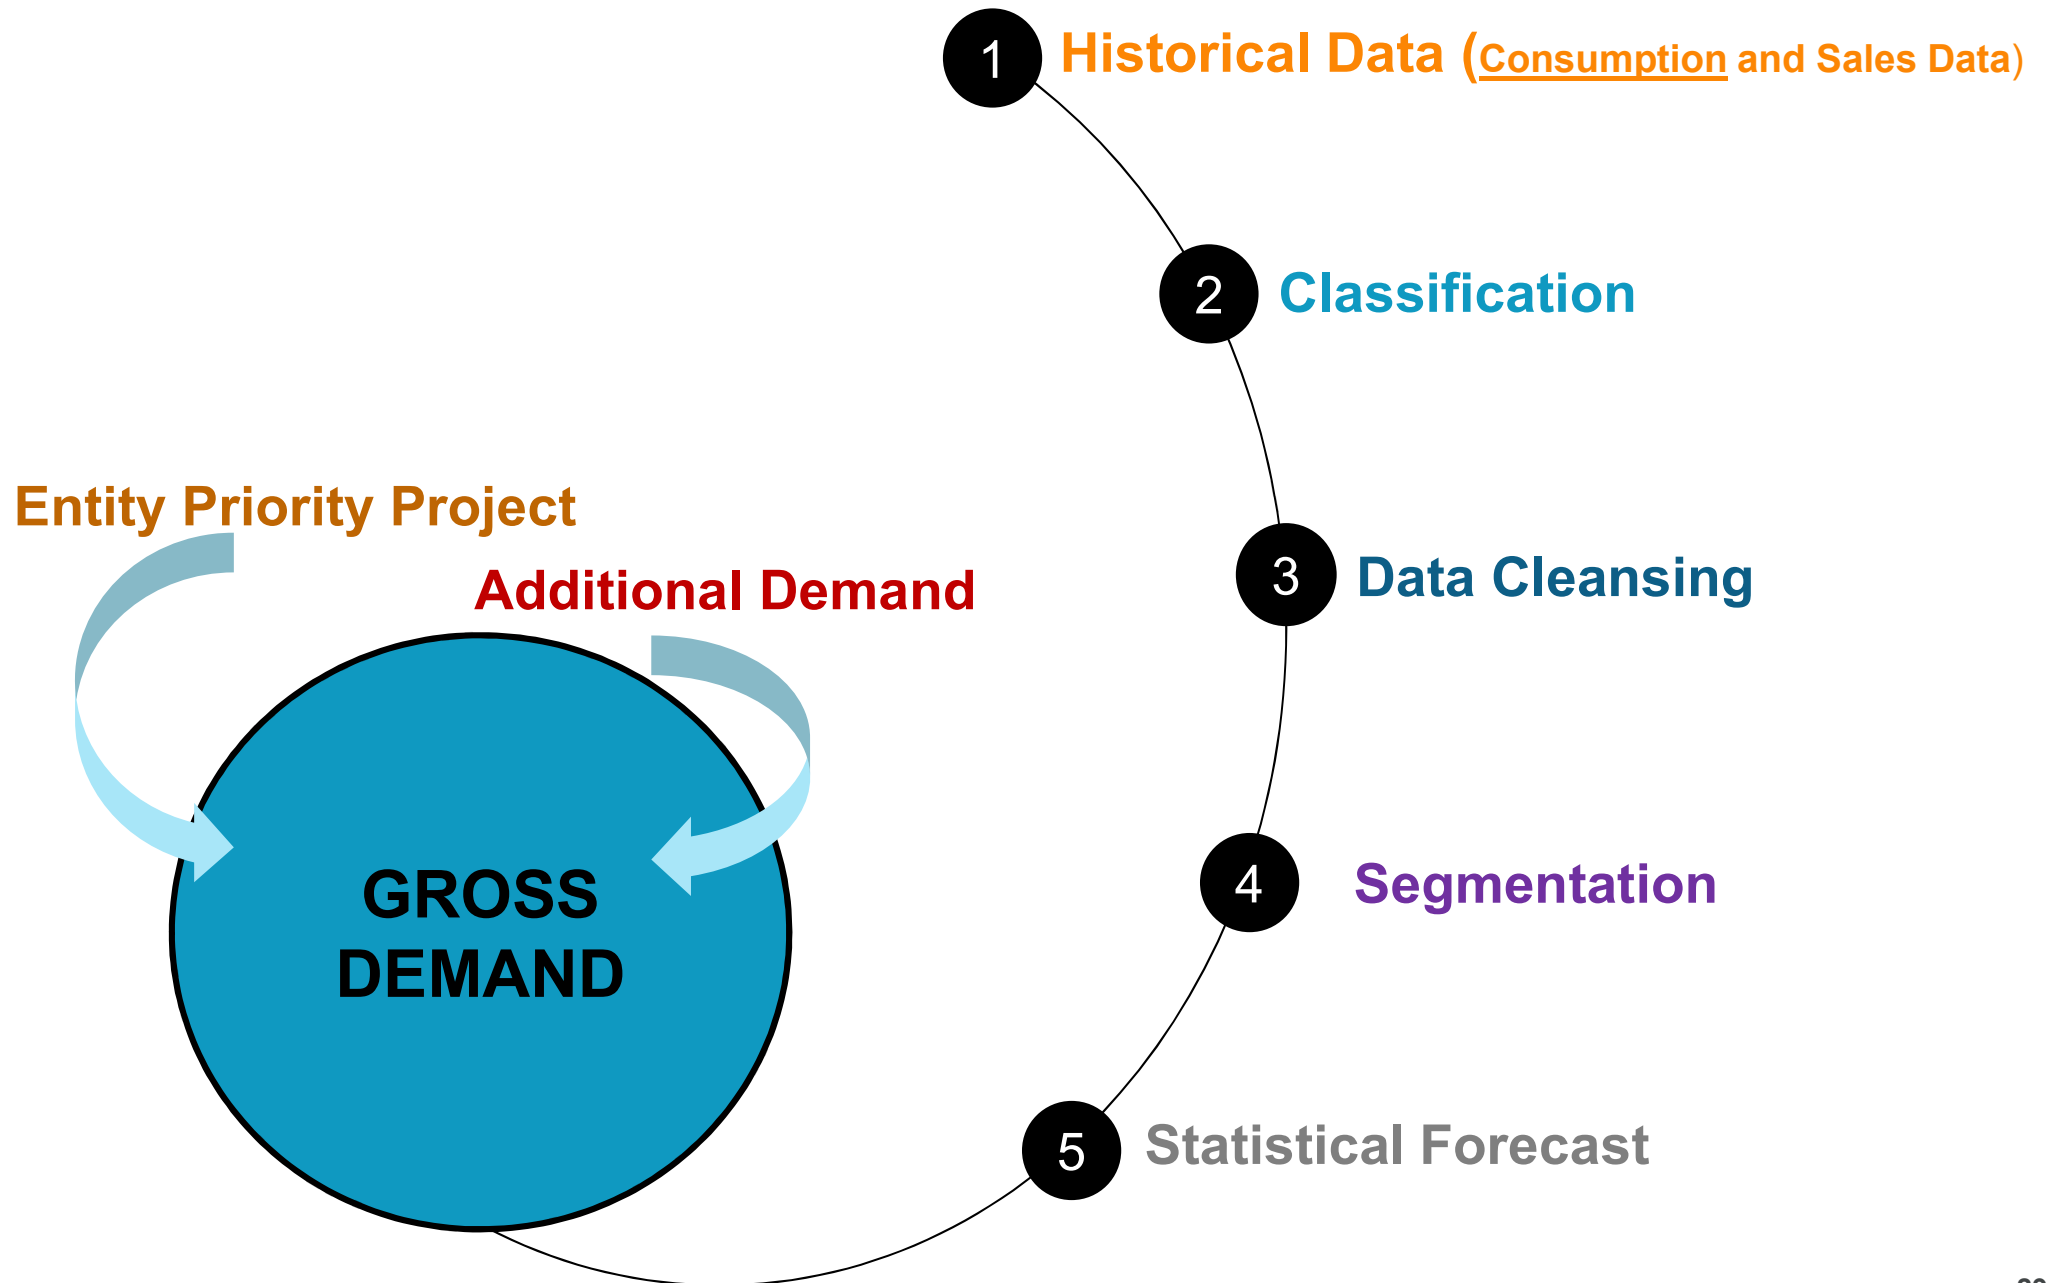 1 Historical Data (Consumption and Sales Data)
2 Classification
Entity Priority Project
Additional Demand
3 Data Cleansing
GROSS
DEMAND
4 Segmentation
5 Statistical Forecast